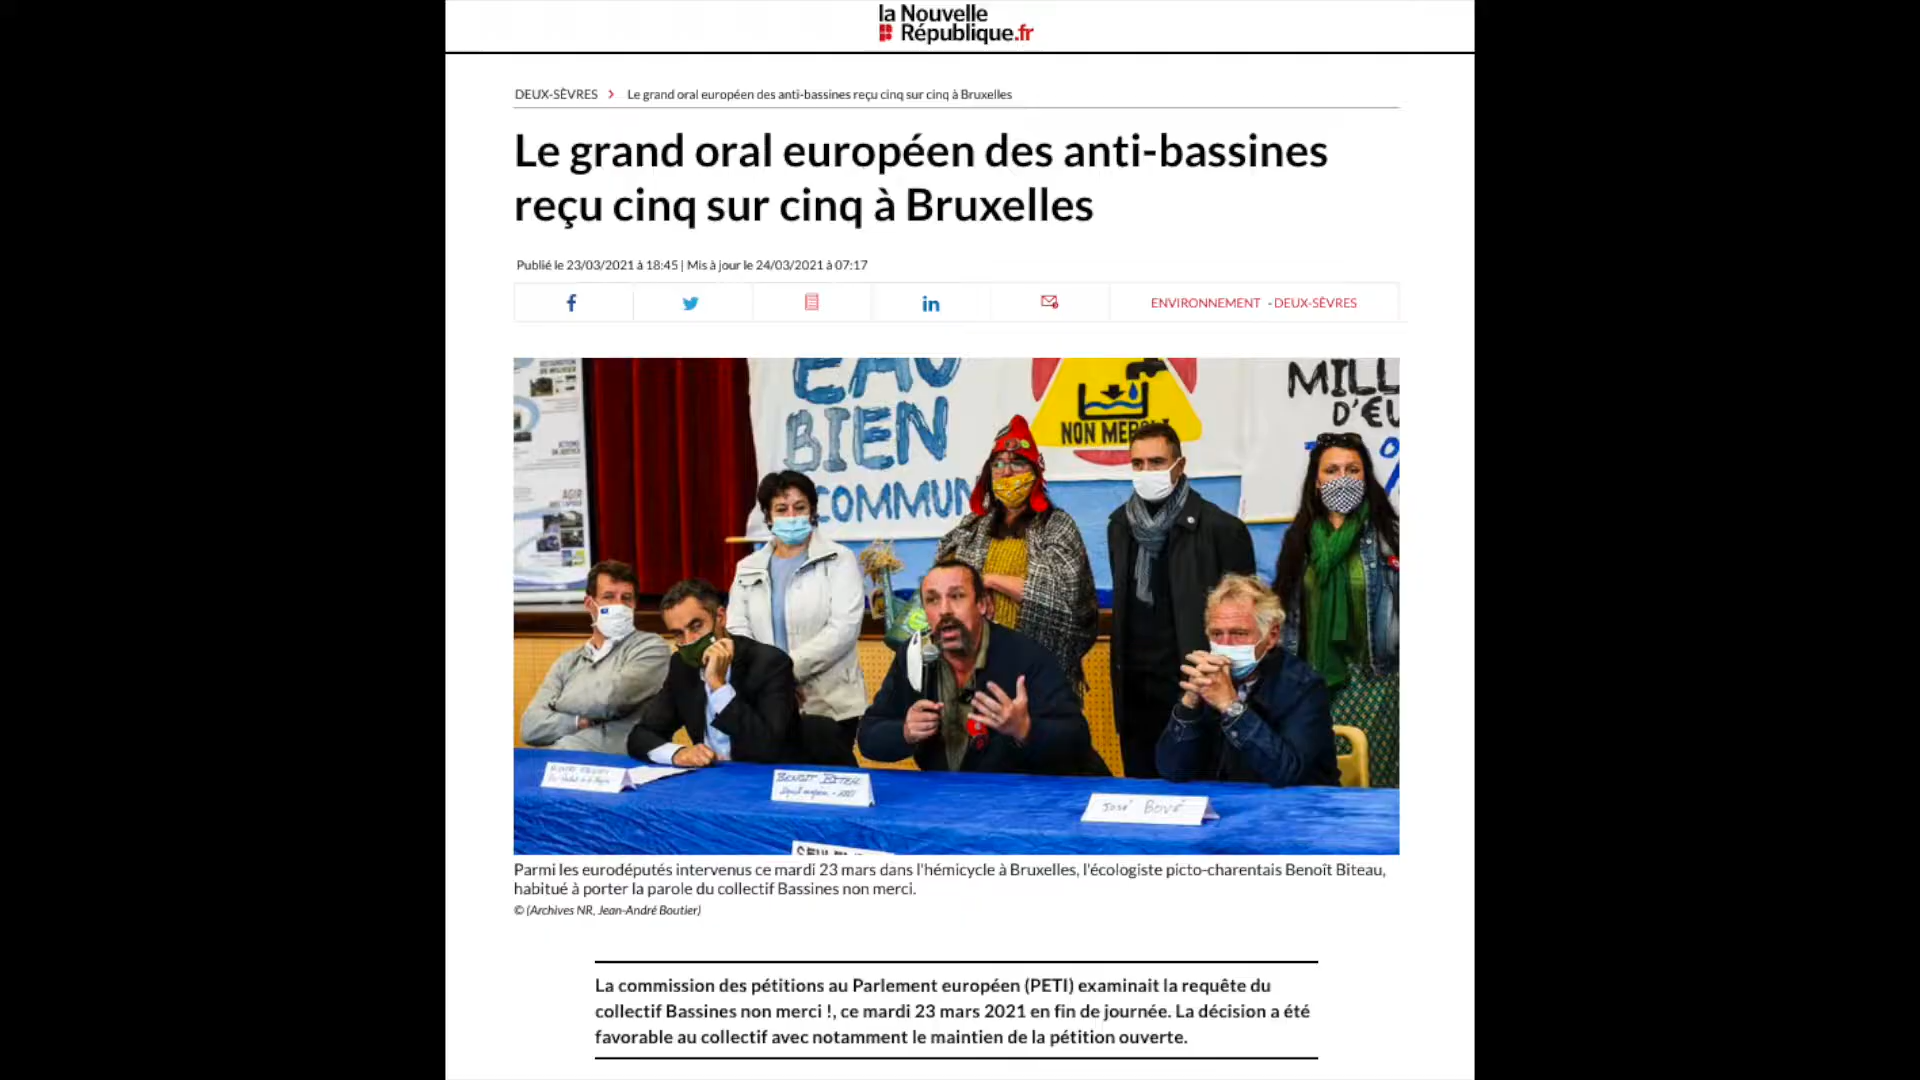 la Nouvelle
République.fr
DEUX-SÈVRES > Le grand oral européen des anti-bassines reçu cinq sur cinq à Bruxelles
Le grand oral européen des anti-bassines
reçu cinq sur cinq à Bruxelles
Publié le 23/03/2021 à 18:45 | Mis à jour le 24/03/2021 à 07:17
ENVIRONNEMENT - DEUX-SÈVRES
EAU
BIEN
COMMUN
NON MERCI
MILL
D'EU
AGIR
BENOIT BITEAU
JOSÉ BOVÉ
Parmi les eurodéputés intervenus ce mardi 23 mars dans l'hémicycle à Bruxelles, l'écologiste picto-charentais Benoît Biteau,
habitué à porter la parole du collectif Bassines non merci.
© (Archives NR, Jean-André Boutier)
La commission des pétitions au Parlement européen (PETI) examinait la requête du
collectif Bassines non merci !, ce mardi 23 mars 2021 en fin de journée. La décision a été
favorable au collectif avec notamment le maintien de la pétition ouverte.